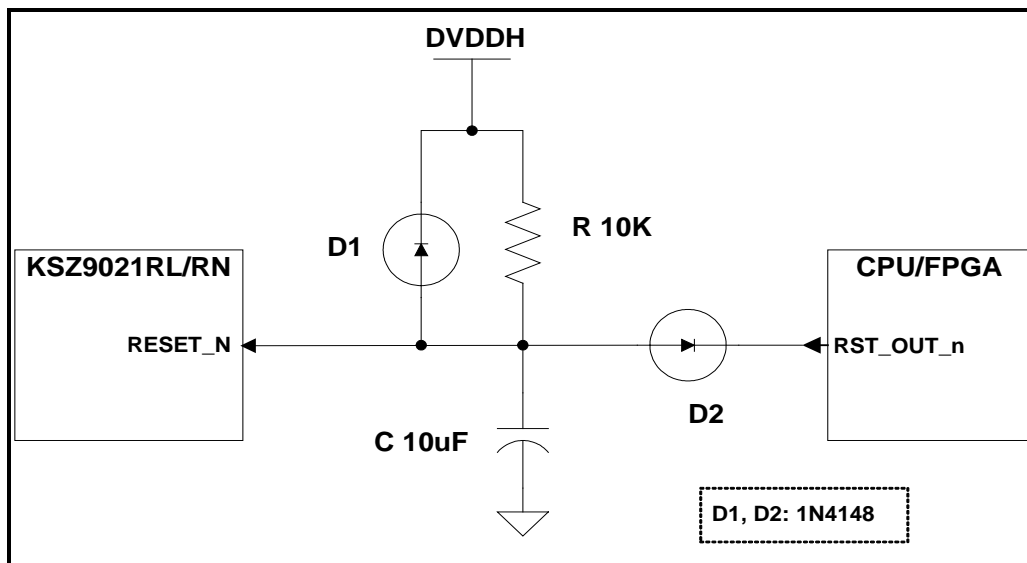 DVDDH
D1
R 10K
KSZ9021RL/RN
CPU/FPGA
RESET_N
RST_OUT_n
D2
C 10uF
D1, D2: 1N4148